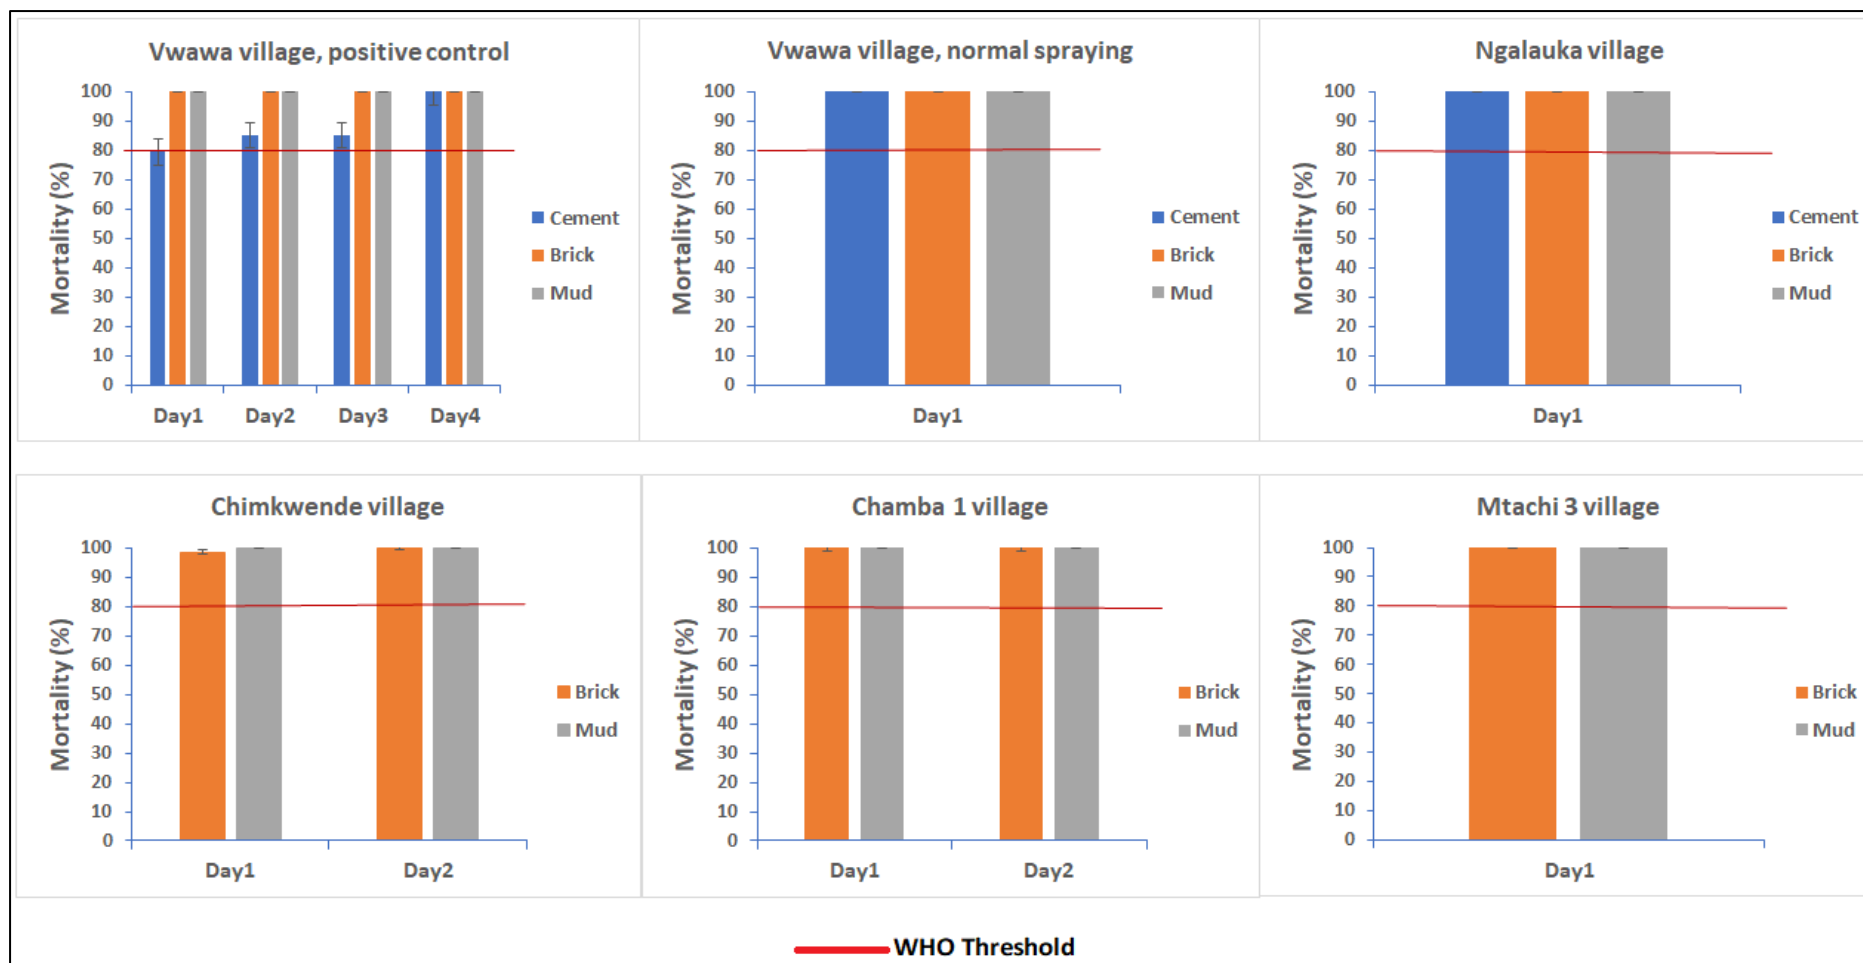 Vwawa village, positive control
100
90
80
70
60
50
40
30
20
10
0
Mortality (%)
Day1 Day2 Day3 Day4
Cement
Brick
Mud
Vwawa village, normal spraying
100
90
80
70
60
50
40
30
20
10
0
Mortality (%)
Day1
Cement
Brick
Mud
Ngalauka village
100
90
80
70
60
50
40
30
20
10
0
Mortality (%)
Day1
Cement
Brick
Mud
Chimkwende village
100
90
80
70
60
50
40
30
20
10
0
Mortality (%)
Day1 Day2
Brick
Mud
Chamba 1 village
100
90
80
70
60
50
40
30
20
10
0
Mortality (%)
Day1 Day2
Brick
Mud
Mtachi 3 village
100
90
80
70
60
50
40
30
20
10
0
Mortality (%)
Day1
Brick
Mud
WHO Threshold